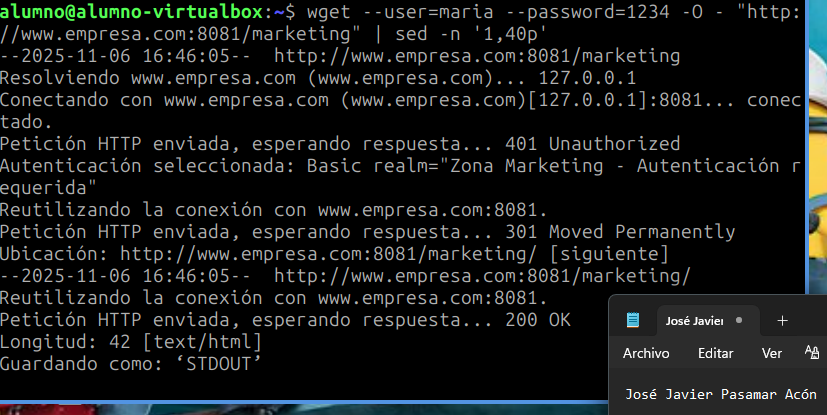 alumno@alumno-virtualbox:~$ wget --user=maria --password=1234 -O - "http:
//www.empresa.com:8081/marketing" | sed -n '1,40p'
--2025-11-06 16:46:05--  http://www.empresa.com:8081/marketing
Resolviendo www.empresa.com (www.empresa.com)... 127.0.0.1
Conectando con www.empresa.com (www.empresa.com)[127.0.0.1]:8081... conec
tado.
Petición HTTP enviada, esperando respuesta... 401 Unauthorized
Autenticación seleccionada: Basic realm="Zona Marketing - Autenticación r
equerida"
Reutilizando la conexión con www.empresa.com:8081.
Petición HTTP enviada, esperando respuesta... 301 Moved Permanently
Ubicación: http://www.empresa.com:8081/marketing/ [siguiente]
--2025-11-06 16:46:05--  http://www.empresa.com:8081/marketing/
Reutilizando la conexión con www.empresa.com:8081.
Petición HTTP enviada, esperando respuesta... 200 OK
Longitud: 42 [text/html]
Guardando como: ‘STDOUT’
José Javier
Archivo Editar Ver
José Javier Pasamar Acón